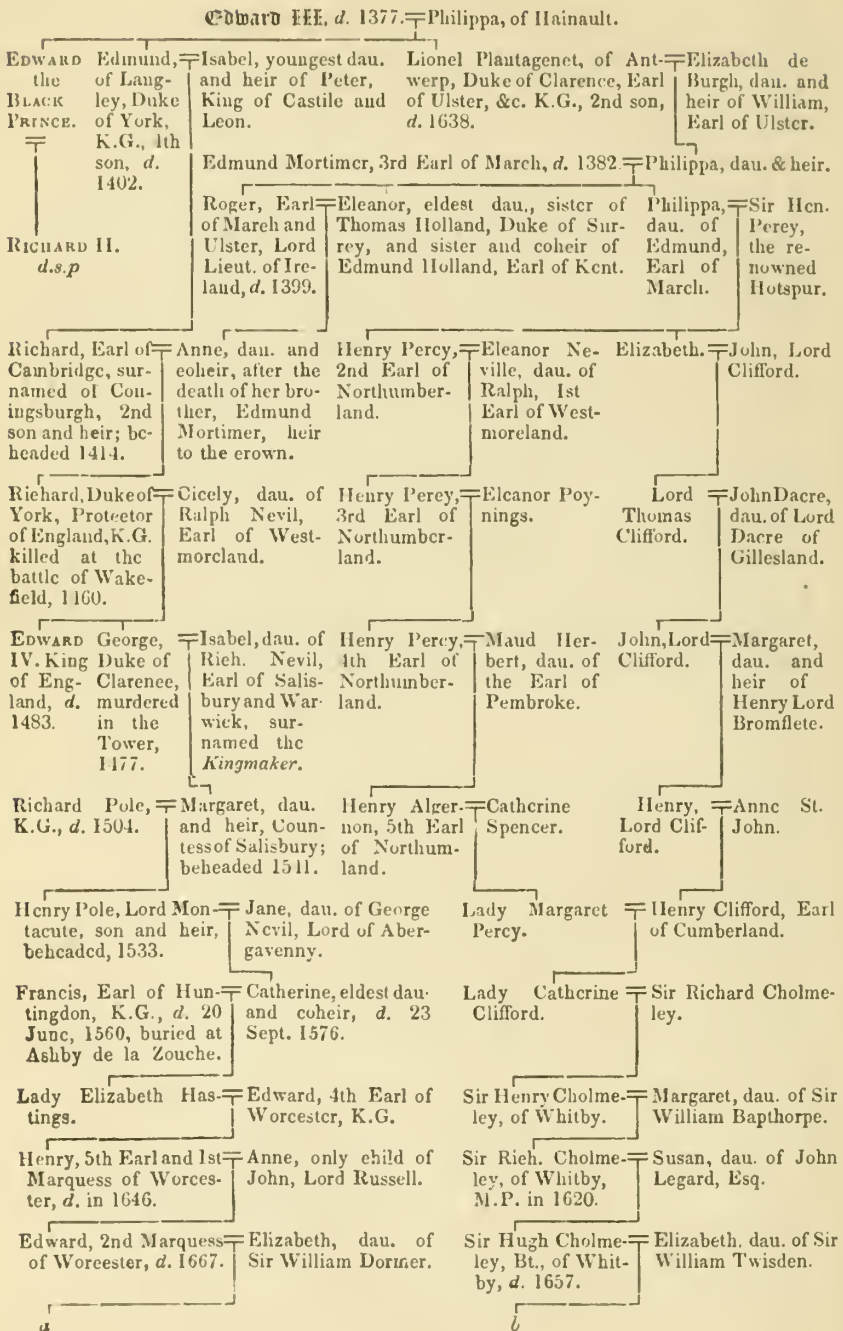 Edward III, d. 1377.=Philippa, of Hainault.
EDWARD the BLACK PRINCE.
Edmund, of Langley, Duke of York, K.G., 4th son, d. 1402.
Isabel, youngest dau. and heir of Peter, King of Castile and Leon.
Lionel Plantagenet, of Antwerp, Duke of Clarence, Earl of Ulster, &c. K.G., 2nd son, d. 1638.
Elizabeth de Burgh, dau. and heir of William, Earl of Ulster.
Edmund Mortimer, 3rd Earl of March, d. 1382.=Philippa, dau. & heir.
RICHARD II. d.s.p
Roger, Earl of March and Ulster, Lord Lieut. of Ireland, d. 1399.
Eleanor, eldest dau., sister of Thomas Holland, Duke of Surrey, and sister and coheir of Edmund Holland, Earl of Kent.
Philippa, dau. of Edmund, Earl of March.
Sir Hen. Percy, the renowned Hotspur.
Richard, Earl of Cambridge, surnamed of Coningsburgh, 2nd son and heir; beheaded 1414.
Anne, dau. and coheir, after the death of her brother, Edmund Mortimer, heir to the crown.
Henry Percy, 2nd Earl of Northumberland.
Eleanor Neville, dau. of Ralph, 1st Earl of Westmoreland.
Elizabeth.
John, Lord Clifford.
Richard, Duke of York, Protector of England, K.G. killed at the battle of Wakefield, 1460.
Cicely, dau. of Ralph Nevil, Earl of Westmoreland.
Henry Percy, 3rd Earl of Northumberland.
Eleanor Poynings.
Lord Thomas Clifford.
John Dacre, dau. of Lord Dacre of Gillesland.
EDWARD IV. King of England, d. 1483.
George, Duke of Clarence, murdered in the Tower, 1477.
Isabel, dau. of Rich. Nevil, Earl of Salisbury and Warwick, surnamed the Kingmaker.
Henry Percy, 4th Earl of Northumberland.
Maud Herbert, dau. of the Earl of Pembroke.
John, Lord Clifford.
Margaret, dau. and heir of Henry Lord Bromflete.
Richard Pole, K.G., d. 1504.
Margaret, dau. and heir, Countess of Salisbury; beheaded 1541.
Henry Algernon, 5th Earl of Northumland.
Catherine Spencer.
Henry, Lord Clifford.
Anne St. John.
Henry Pole, Lord Montacute, son and heir, beheaded, 1533.
Jane, dau. of George Nevil, Lord of Abergavenny.
Lady Margaret Percy.
Henry Clifford, Earl of Cumberland.
Francis, Earl of Huntingdon, K.G., d. 20 June, 1560, buried at Ashby de la Zouche.
Catherine, eldest dau. and coheir, d. 23 Sept. 1576.
Lady Catherine Clifford.
Sir Richard Cholmeley.
Lady Elizabeth Hastings.
Edward, 4th Earl of Worcester, K.G.
Sir Henry Cholmeley, of Whitby.
Margaret, dau. of Sir William Bapthorpe.
Henry, 5th Earl and 1st Marquess of Worcester, d. in 1646.
Anne, only child of John, Lord Russell.
Sir Rich. Cholmeley, of Whitby, M.P. in 1620.
Susan, dau. of John Legard, Esq.
Edward, 2nd Marquess of Worcester, d. 1667.
Elizabeth, dau. of Sir William Dormer.
Sir Hugh Cholmeley, Bt., of Whitby, d. 1657.
Elizabeth, dau. of Sir William Twisden.
a
b